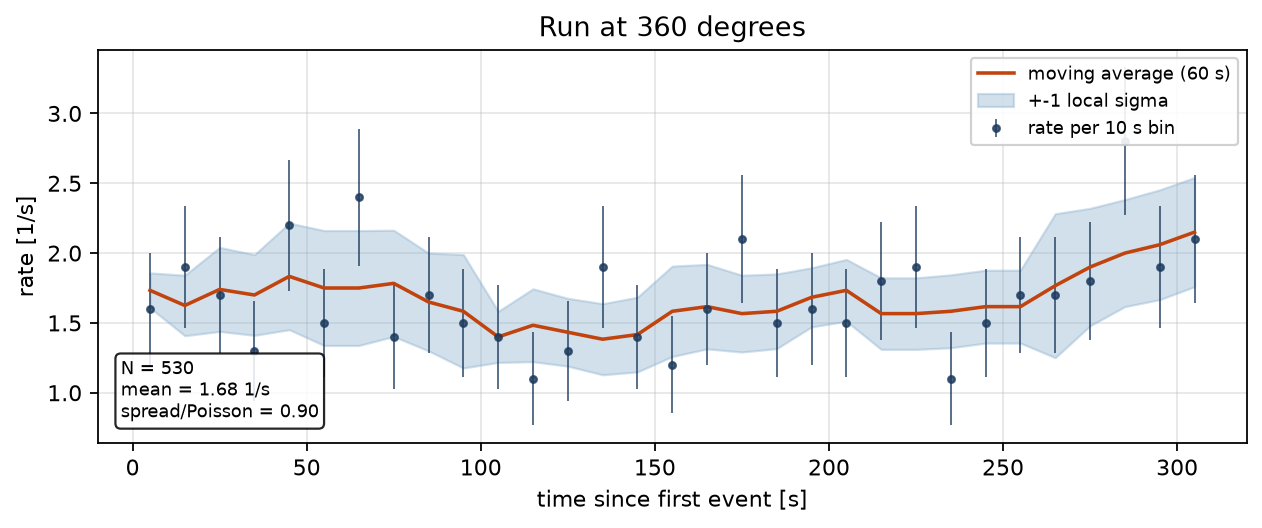 Run at 360 degrees
rate [1/s]
3.0
2.5
2.0
1.5
1.0
moving average (60 s)
+-1 local sigma
rate per 10 s bin
N = 530
mean = 1.68 1/s
spread/Poisson = 0.90
0 50 100 150 200 250 300
time since first event [s]